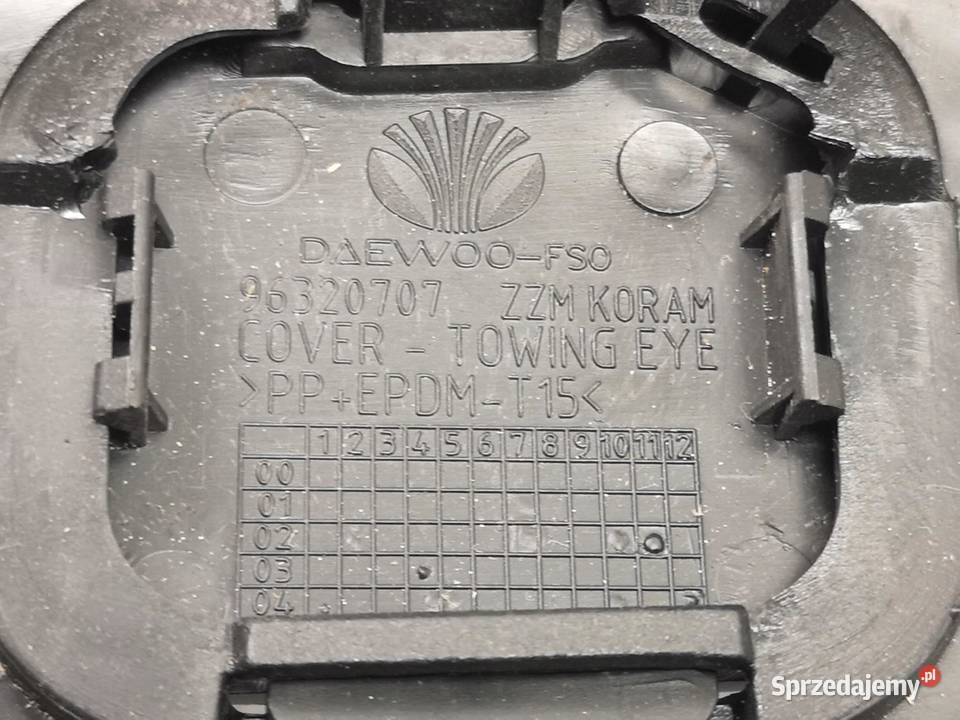 DAEWOO-FSO
96320707 ZZM KORAM
COVER - TOWING EYE
>PP+EPDM-T15<
1 2 3 4 5 6 7 8 9 10 11 12
00
01
02
03
04
Sprzedajemy.pl